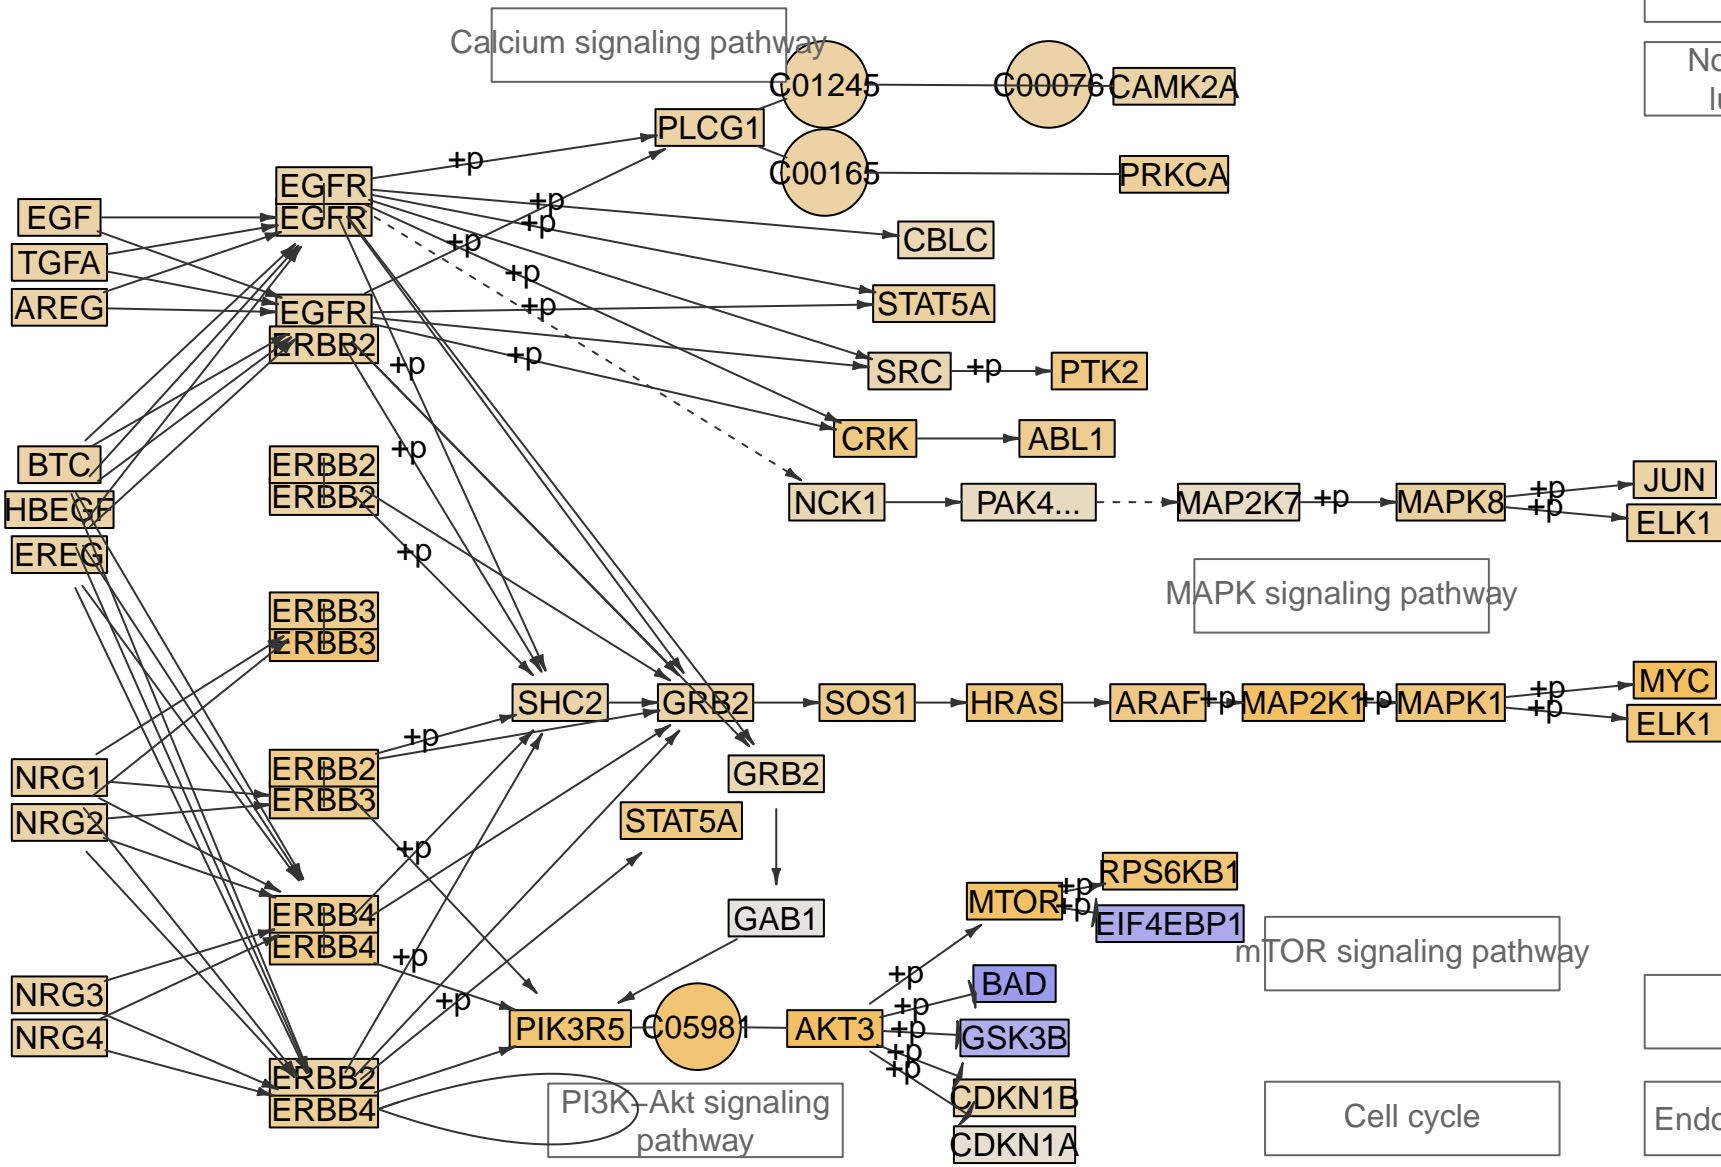 Calcium signaling pathway
C01245
C00076
CAMK2A
No
lu
PLCG1
C00165
PRKCA
+p
EGFR
EGFR
EGF
TGFA
AREG
+p
+p
+p
+p
CBLC
STAT5A
EGFR
ERBB2
+p
+p
+p
SRC
+p
PTK2
CRK
ABL1
BTC
HBEGF
EREG
ERBB2
ERBB2
+p
+p
NCK1
PAK4...
MAP2K7
+p
MAPK8
+p
+p
JUN
ELK1
MAPK signaling pathway
ERBB3
ERBB3
SHC2
GRB2
SOS1
HRAS
ARAF
+p
MAP2K1
+p
MAPK1
+p
+p
MYC
ELK1
NRG1
NRG2
ERBB2
ERBB3
+p
GRB2
STAT5A
+p
GAB1
ERBB4
ERBB4
+p
+p
MTOR
+p
+p
RPS6KB1
EIF4EBP1
mTOR signaling pathway
NRG3
NRG4
PIK3R5
C05981
AKT3
+p
+p
+p
+p
+p
BAD
GSK3B
CDKN1B
CDKN1A
ERBB2
ERBB4
PI3K–Akt signaling
pathway
Cell cycle
Endo